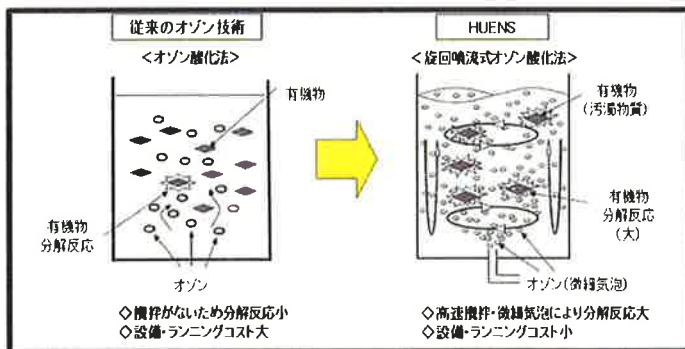 従来のオゾン技術
＜オゾン酸化法＞
有機物
有機物
分解反応
オゾン
◇攪拌がないため分解反応小
◇設備・ランニングコスト大
HUENS
＜旋回噴流式オゾン酸化法＞
有機物
(汚濁物質)
有機物
分解反応
(大)
オゾン(微細気泡)
◇高速攪拌・微細気泡により分解反応大
◇設備・ランニングコスト小